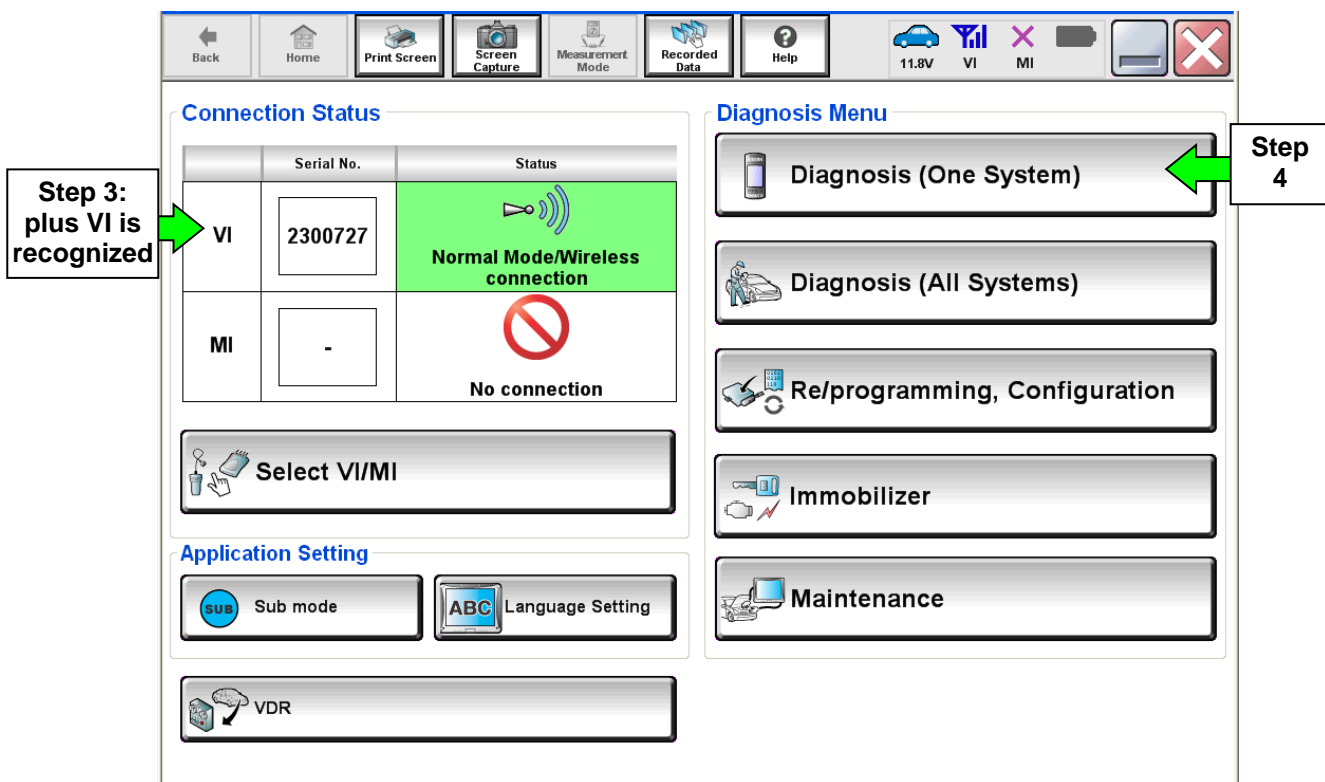 Back
Home
Print Screen
Screen
Capture
Measurement
Mode
Recorded
Data
?
Help
11.8V
VI
MI
Connection Status
Serial No.
Status
Step 3:
plus VI is
recognized
VI
2300727
Normal Mode/Wireless
connection
MI
-
No connection
Select VI/MI
Application Setting
SUB
Sub mode
ABC
Language Setting
VDR
Diagnosis Menu
Diagnosis (One System)
Step
4
Diagnosis (All Systems)
Re/programming, Configuration
Immobilizer
Maintenance